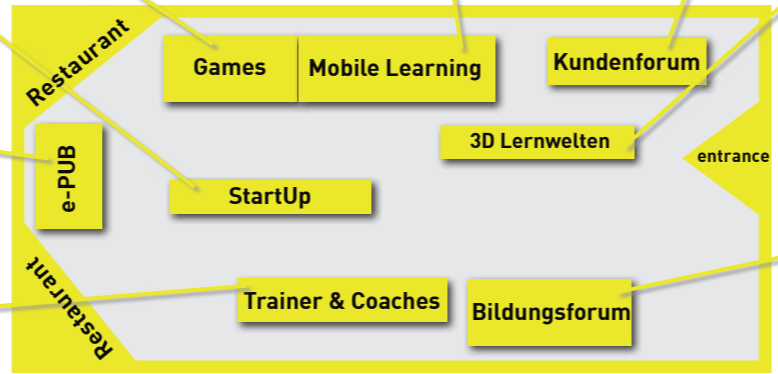 Restaurant
Games
Mobile Learning
Kundenforum
3D Lernwelten
entrance
e-PUB
StartUp
Restaurant
Trainer & Coaches
Bildungsforum